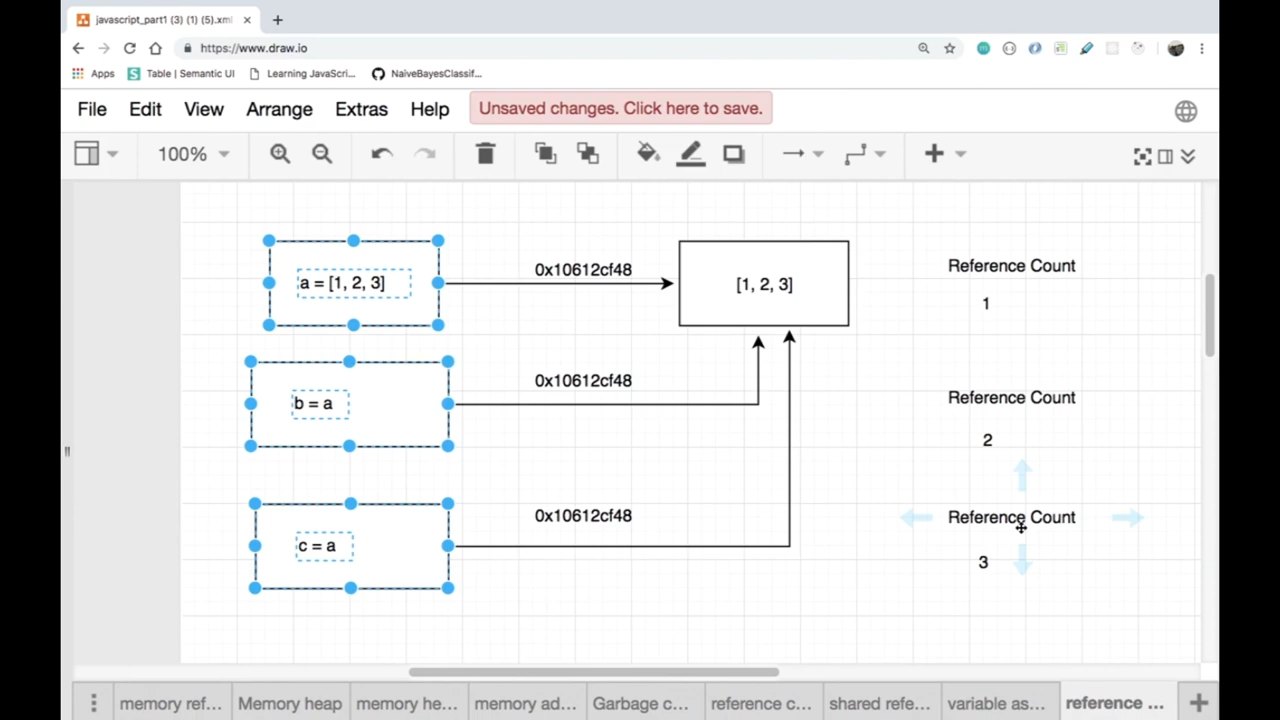 javascript_part1 (3) (1) (5).xml
https://www.draw.io
Apps
Table | Semantic UI
Learning JavaScri...
NaiveBayesClassif...
File
Edit
View
Arrange
Extras
Help
Unsaved changes. Click here to save.
100%
a = [1, 2, 3]
0x10612cf48
[1, 2, 3]
Reference Count
1
b = a
0x10612cf48
Reference Count
2
c = a
0x10612cf48
Reference Count
3
memory ref...
Memory heap
memory he...
memory ad...
Garbage c...
reference c...
shared refe...
variable as...
reference ...